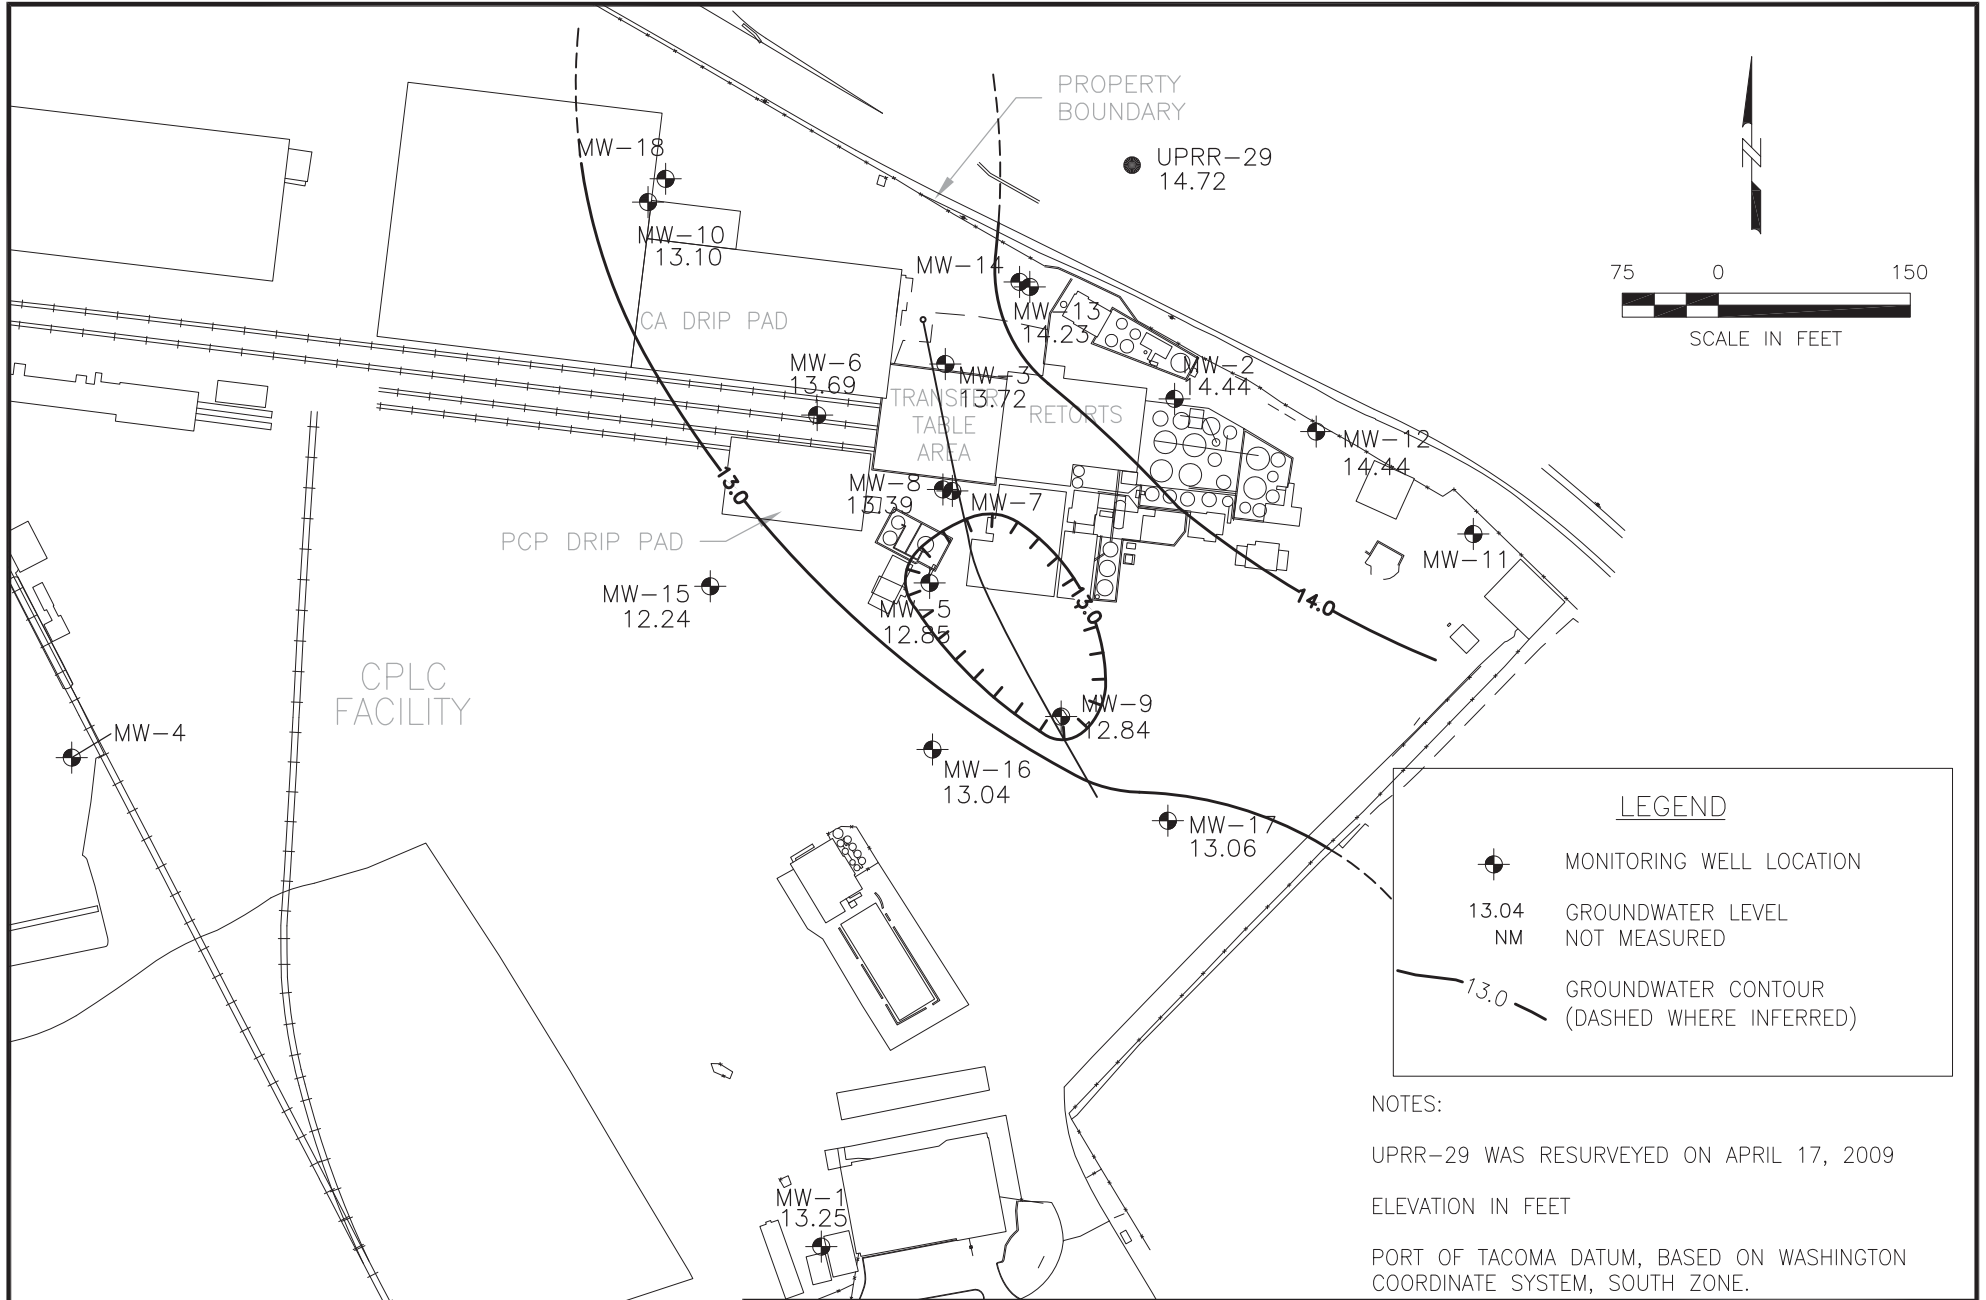 PROPERTY
BOUNDARY
UPRR-29
14.72
MW-18
MW-10
13.10
MW-14
MW-13
14.23
CA DRIP PAD
MW-6
13.69
MW-3
13.72
TRANSFER
TABLE
AREA
RETORTS
MW-2
14.44
MW-12
14.44
MW-8
13.39
MW-7
13.0
PCP DRIP PAD
MW-11
MW-15
12.24
MW-5
12.85
13.0
14.0
CPLC
FACILITY
MW-4
MW-9
12.84
MW-16
13.04
MW-17
13.06
MW-1
13.25
N
75 0 150
SCALE IN FEET
LEGEND
MONITORING WELL LOCATION
13.04 GROUNDWATER LEVEL
NM NOT MEASURED
13.0 GROUNDWATER CONTOUR
(DASHED WHERE INFERRED)
NOTES:
UPRR-29 WAS RESURVEYED ON APRIL 17, 2009
ELEVATION IN FEET
PORT OF TACOMA DATUM, BASED ON WASHINGTON
COORDINATE SYSTEM, SOUTH ZONE.